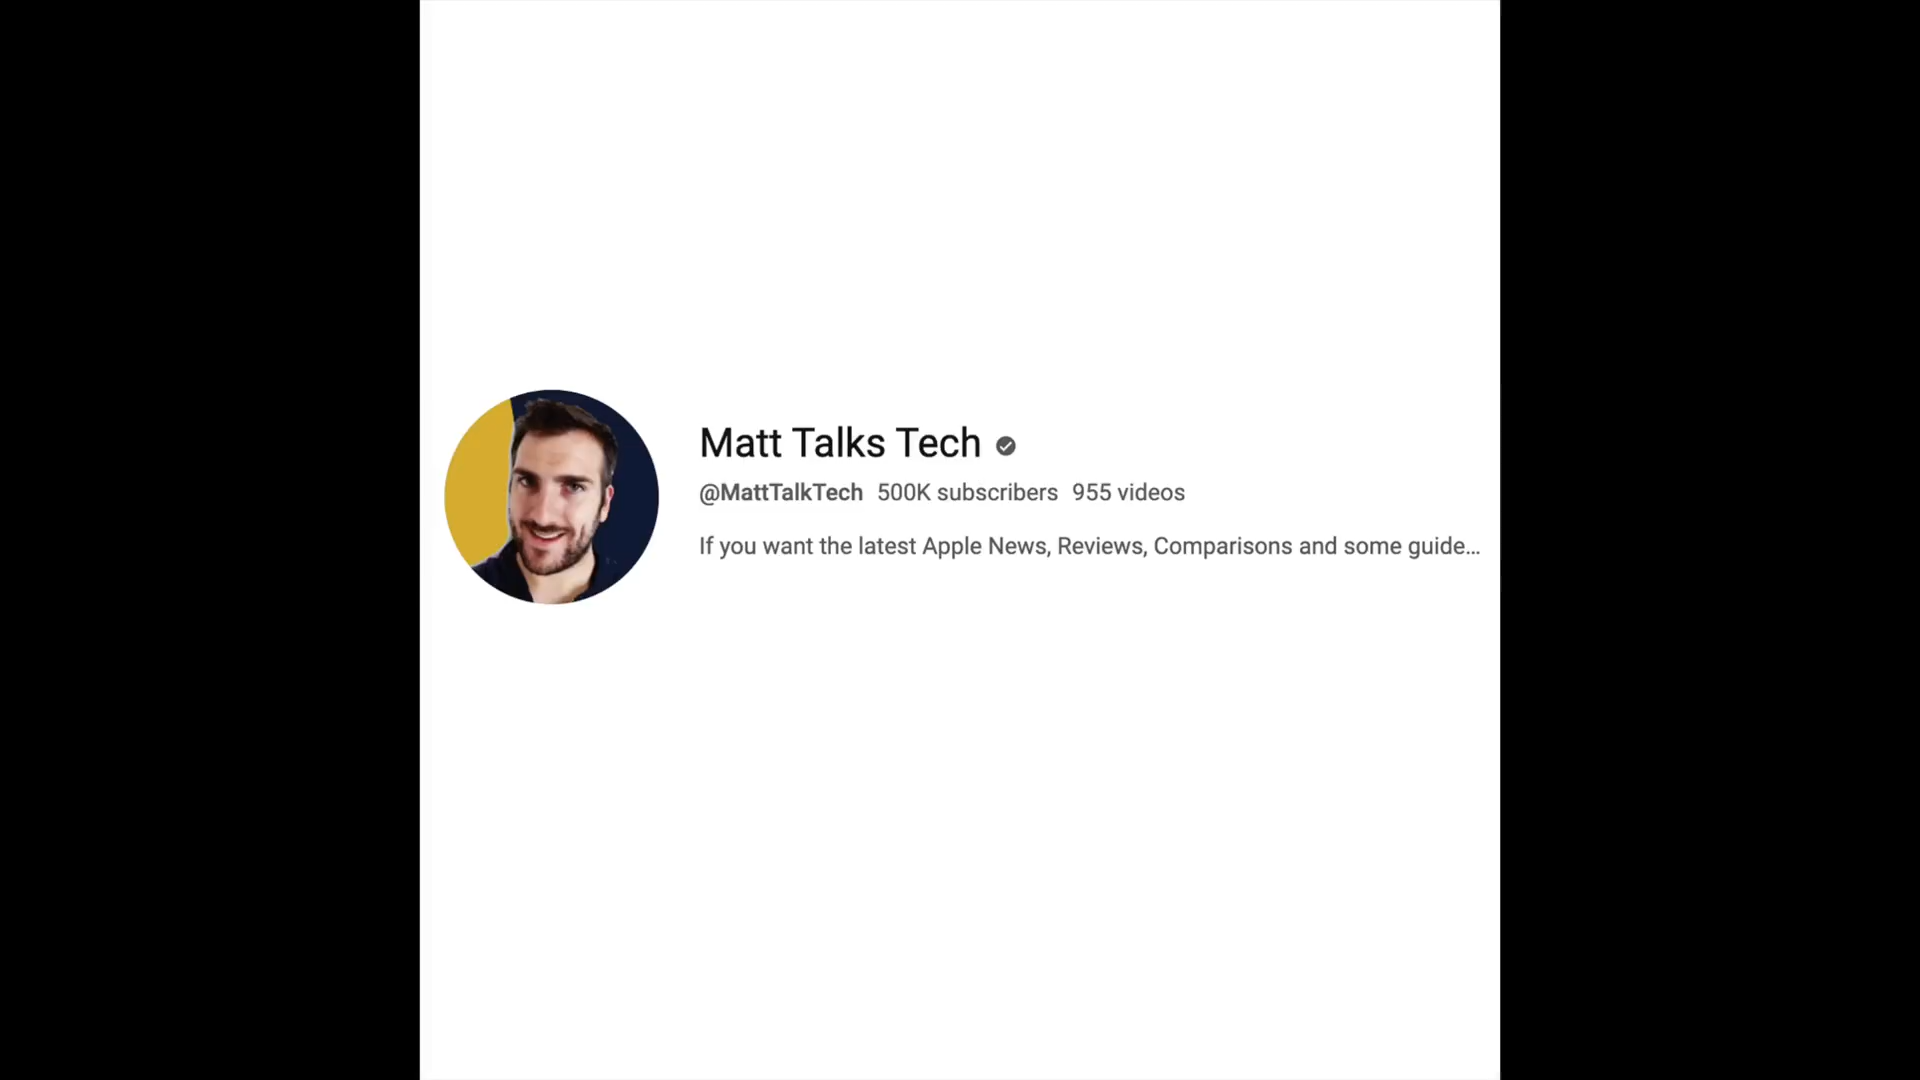 Matt Talks Tech
@MattTalkTech 500K subscribers 955 videos
If you want the latest Apple News, Reviews, Comparisons and some guide...